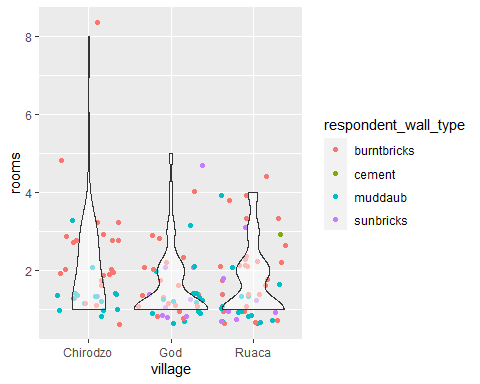 8
6
4
2
rooms
Chirodzo God Ruaca
village
respondent_wall_type
burntbricks
cement
muddaub
sunbricks